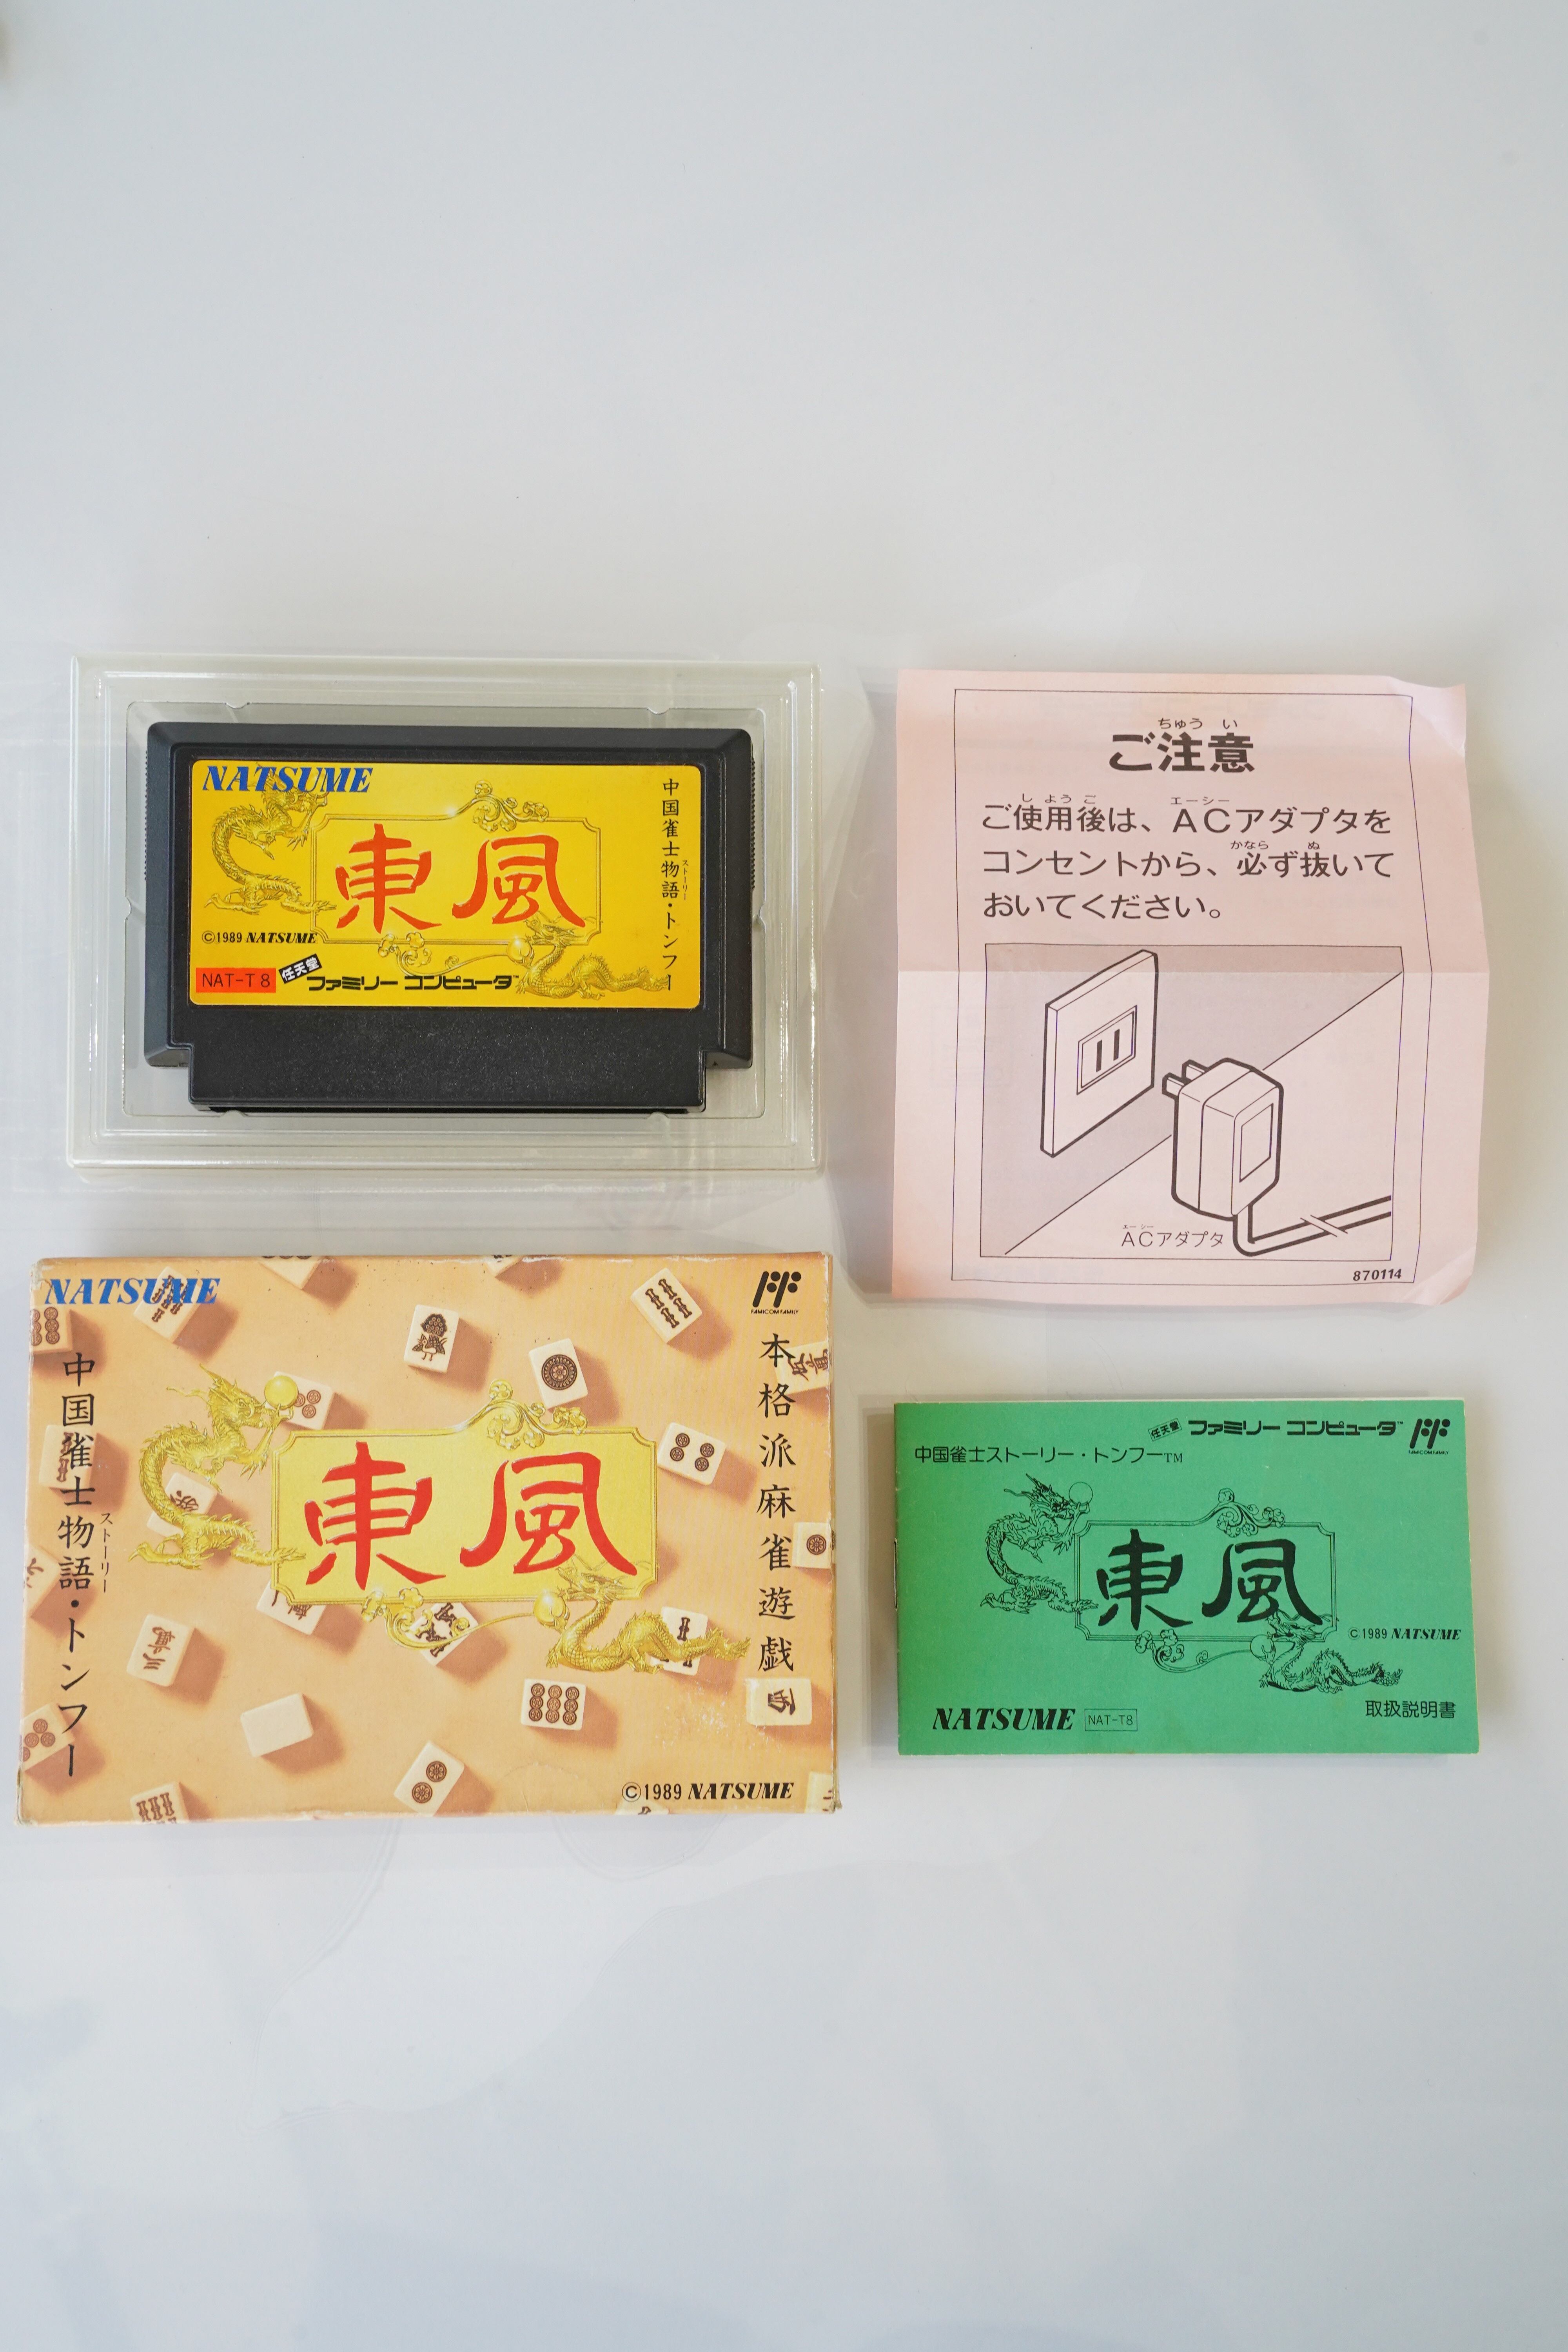 NATSUME
東風
中国雀士物語・トンフー
ストーリー
©1989 NATSUME
NAT-T8
任天堂
ファミリー コンピュータ™
ちゅう い
ご注意
し よう ご エーシー
ご使用後は、ACアダプタを
かなら ぬ
コンセントから、必ず抜いて
おいてください。
エー シー
ACアダプタ
870114
NATSUME
FAMICOM FAMILY
中国雀士物語・トンフー
ストーリー
東風
本格派麻雀遊戯
©1989 NATSUME
任天堂 ファミリー コンピュータ™
FAMICOM FAMILY
中国雀士ストーリー・トンフー™
東風
©1989 NATSUME
NATSUME NAT-T8
取扱説明書